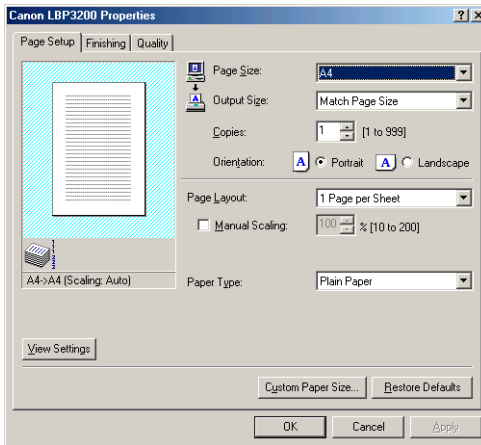 Canon LBP3200 Properties
Page Setup Finishing Quality
Page Size: A4
Output Size: Match Page Size
Copies: 1 [1 to 999]
Orientation: A Portrait A Landscape
Page Layout: 1 Page per Sheet
Manual Scaling: 100 % [10 to 200]
A4->A4 (Scaling: Auto)
Paper Type: Plain Paper
View Settings
Custom Paper Size... Restore Defaults
OK Cancel Apply